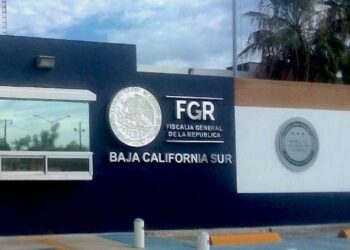 FGR
FISCALÍA GENERAL
DE LA REPÚBLICA
BAJA CALIFORNIA SUR